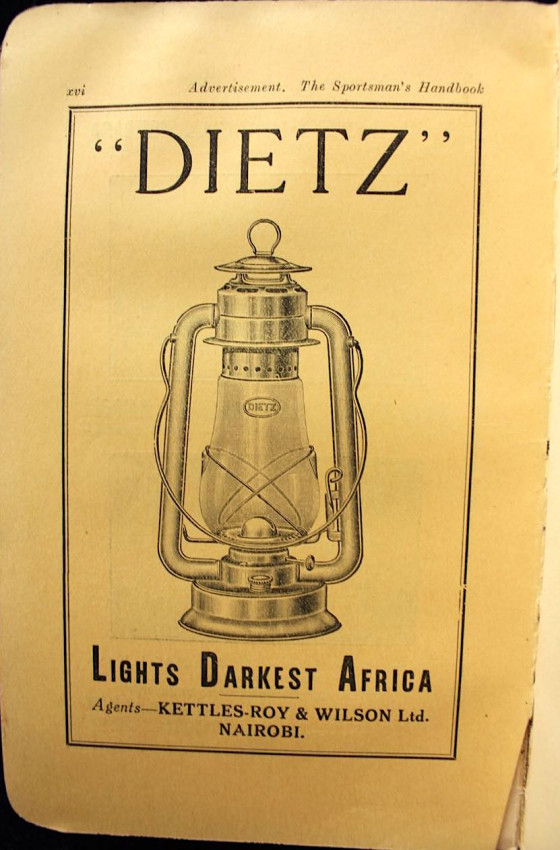 xvi Advertisement. The Sportsman's Handbook
"DIETZ"
DIETZ
LIGHTS DARKEST AFRICA
Agents—KETTLES-ROY & WILSON Ltd.
NAIROBI.